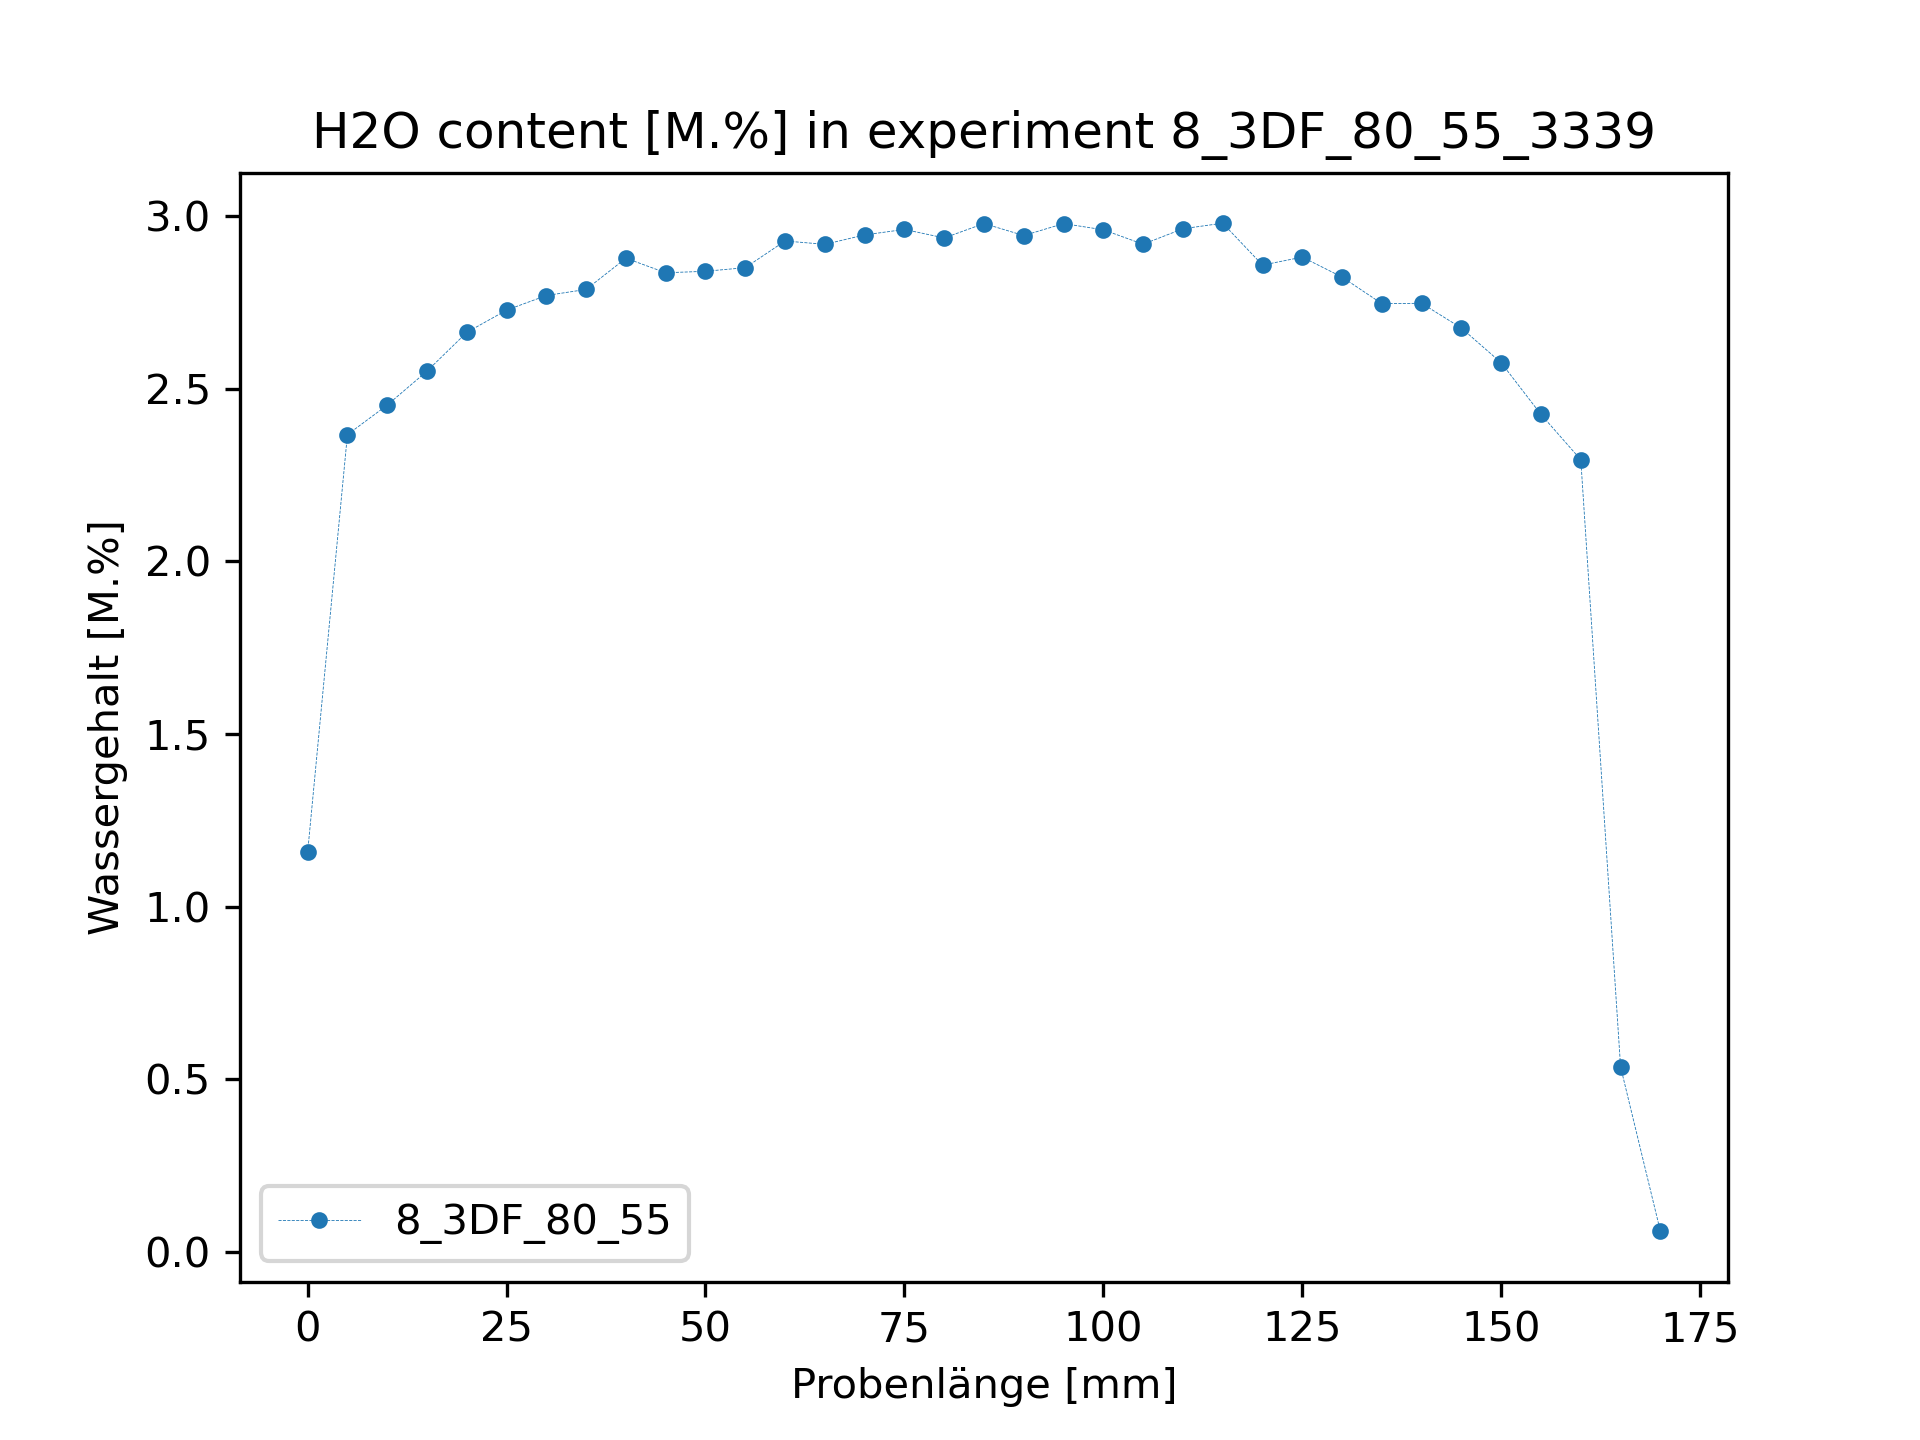 H2O content [M.%] in experiment 8_3DF_80_55_3339
Wassergehalt [M.%]
3.0
2.5
2.0
1.5
1.0
0.5
0.0
8_3DF_80_55
0 25 50 75 100 125 150 175
Probenlänge [mm]